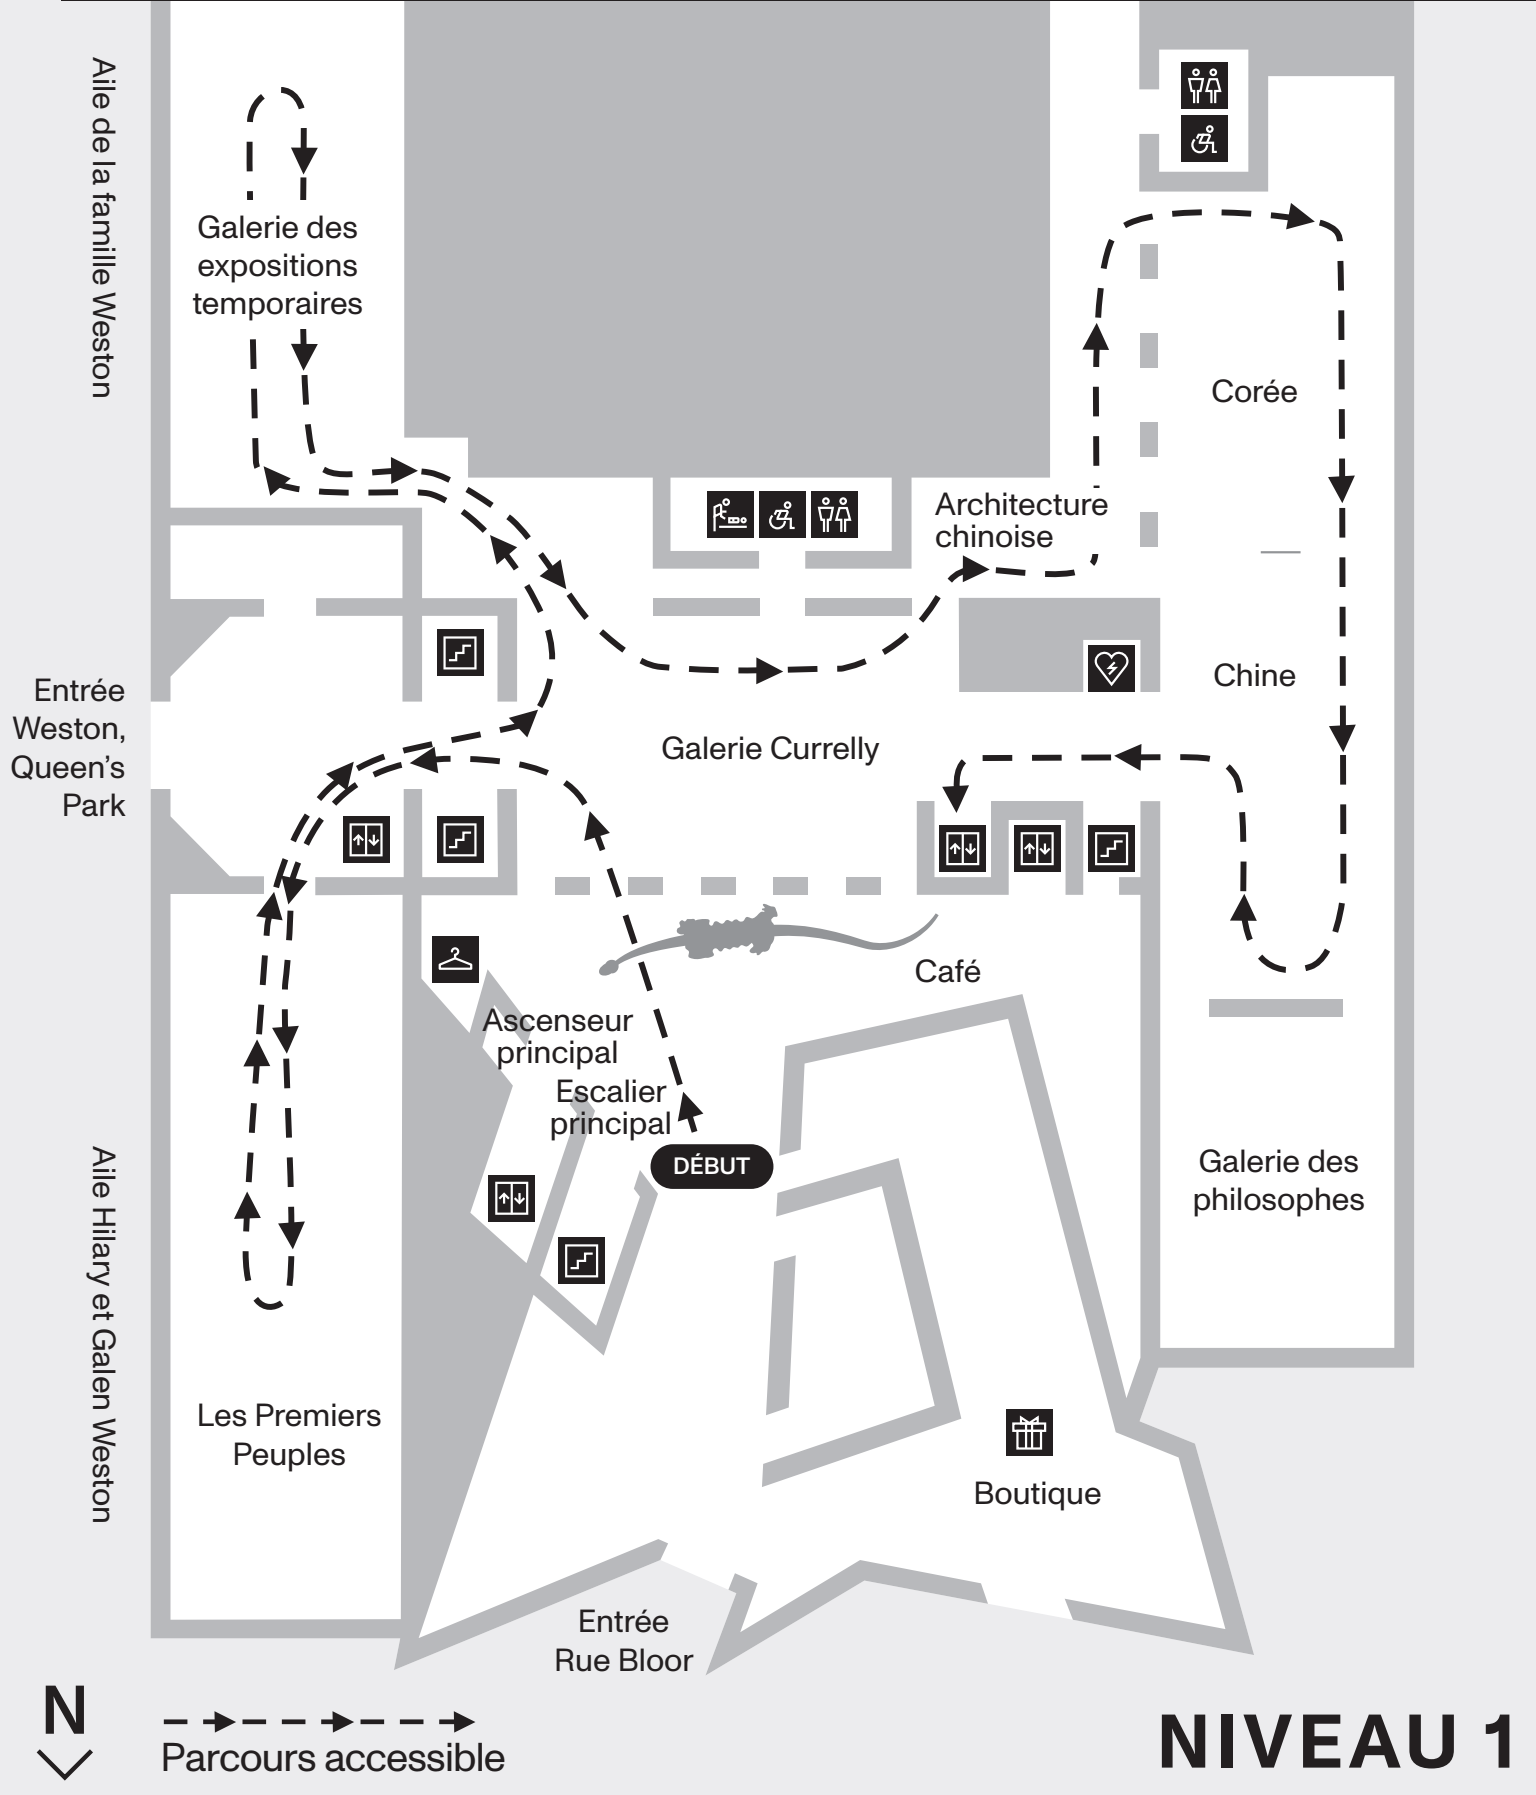 Aile de la famille Weston
Galerie des
expositions
temporaires
Corée
Architecture
chinoise
Entrée
Weston,
Queen's
Park
Chine
Galerie Currelly
Café
Ascenseur
principal
Escalier
principal
DÉBUT
Galerie des
philosophes
Aile Hilary et Galen Weston
Les Premiers
Peuples
Boutique
Entrée
Rue Bloor
N
Parcours accessible
NIVEAU 1